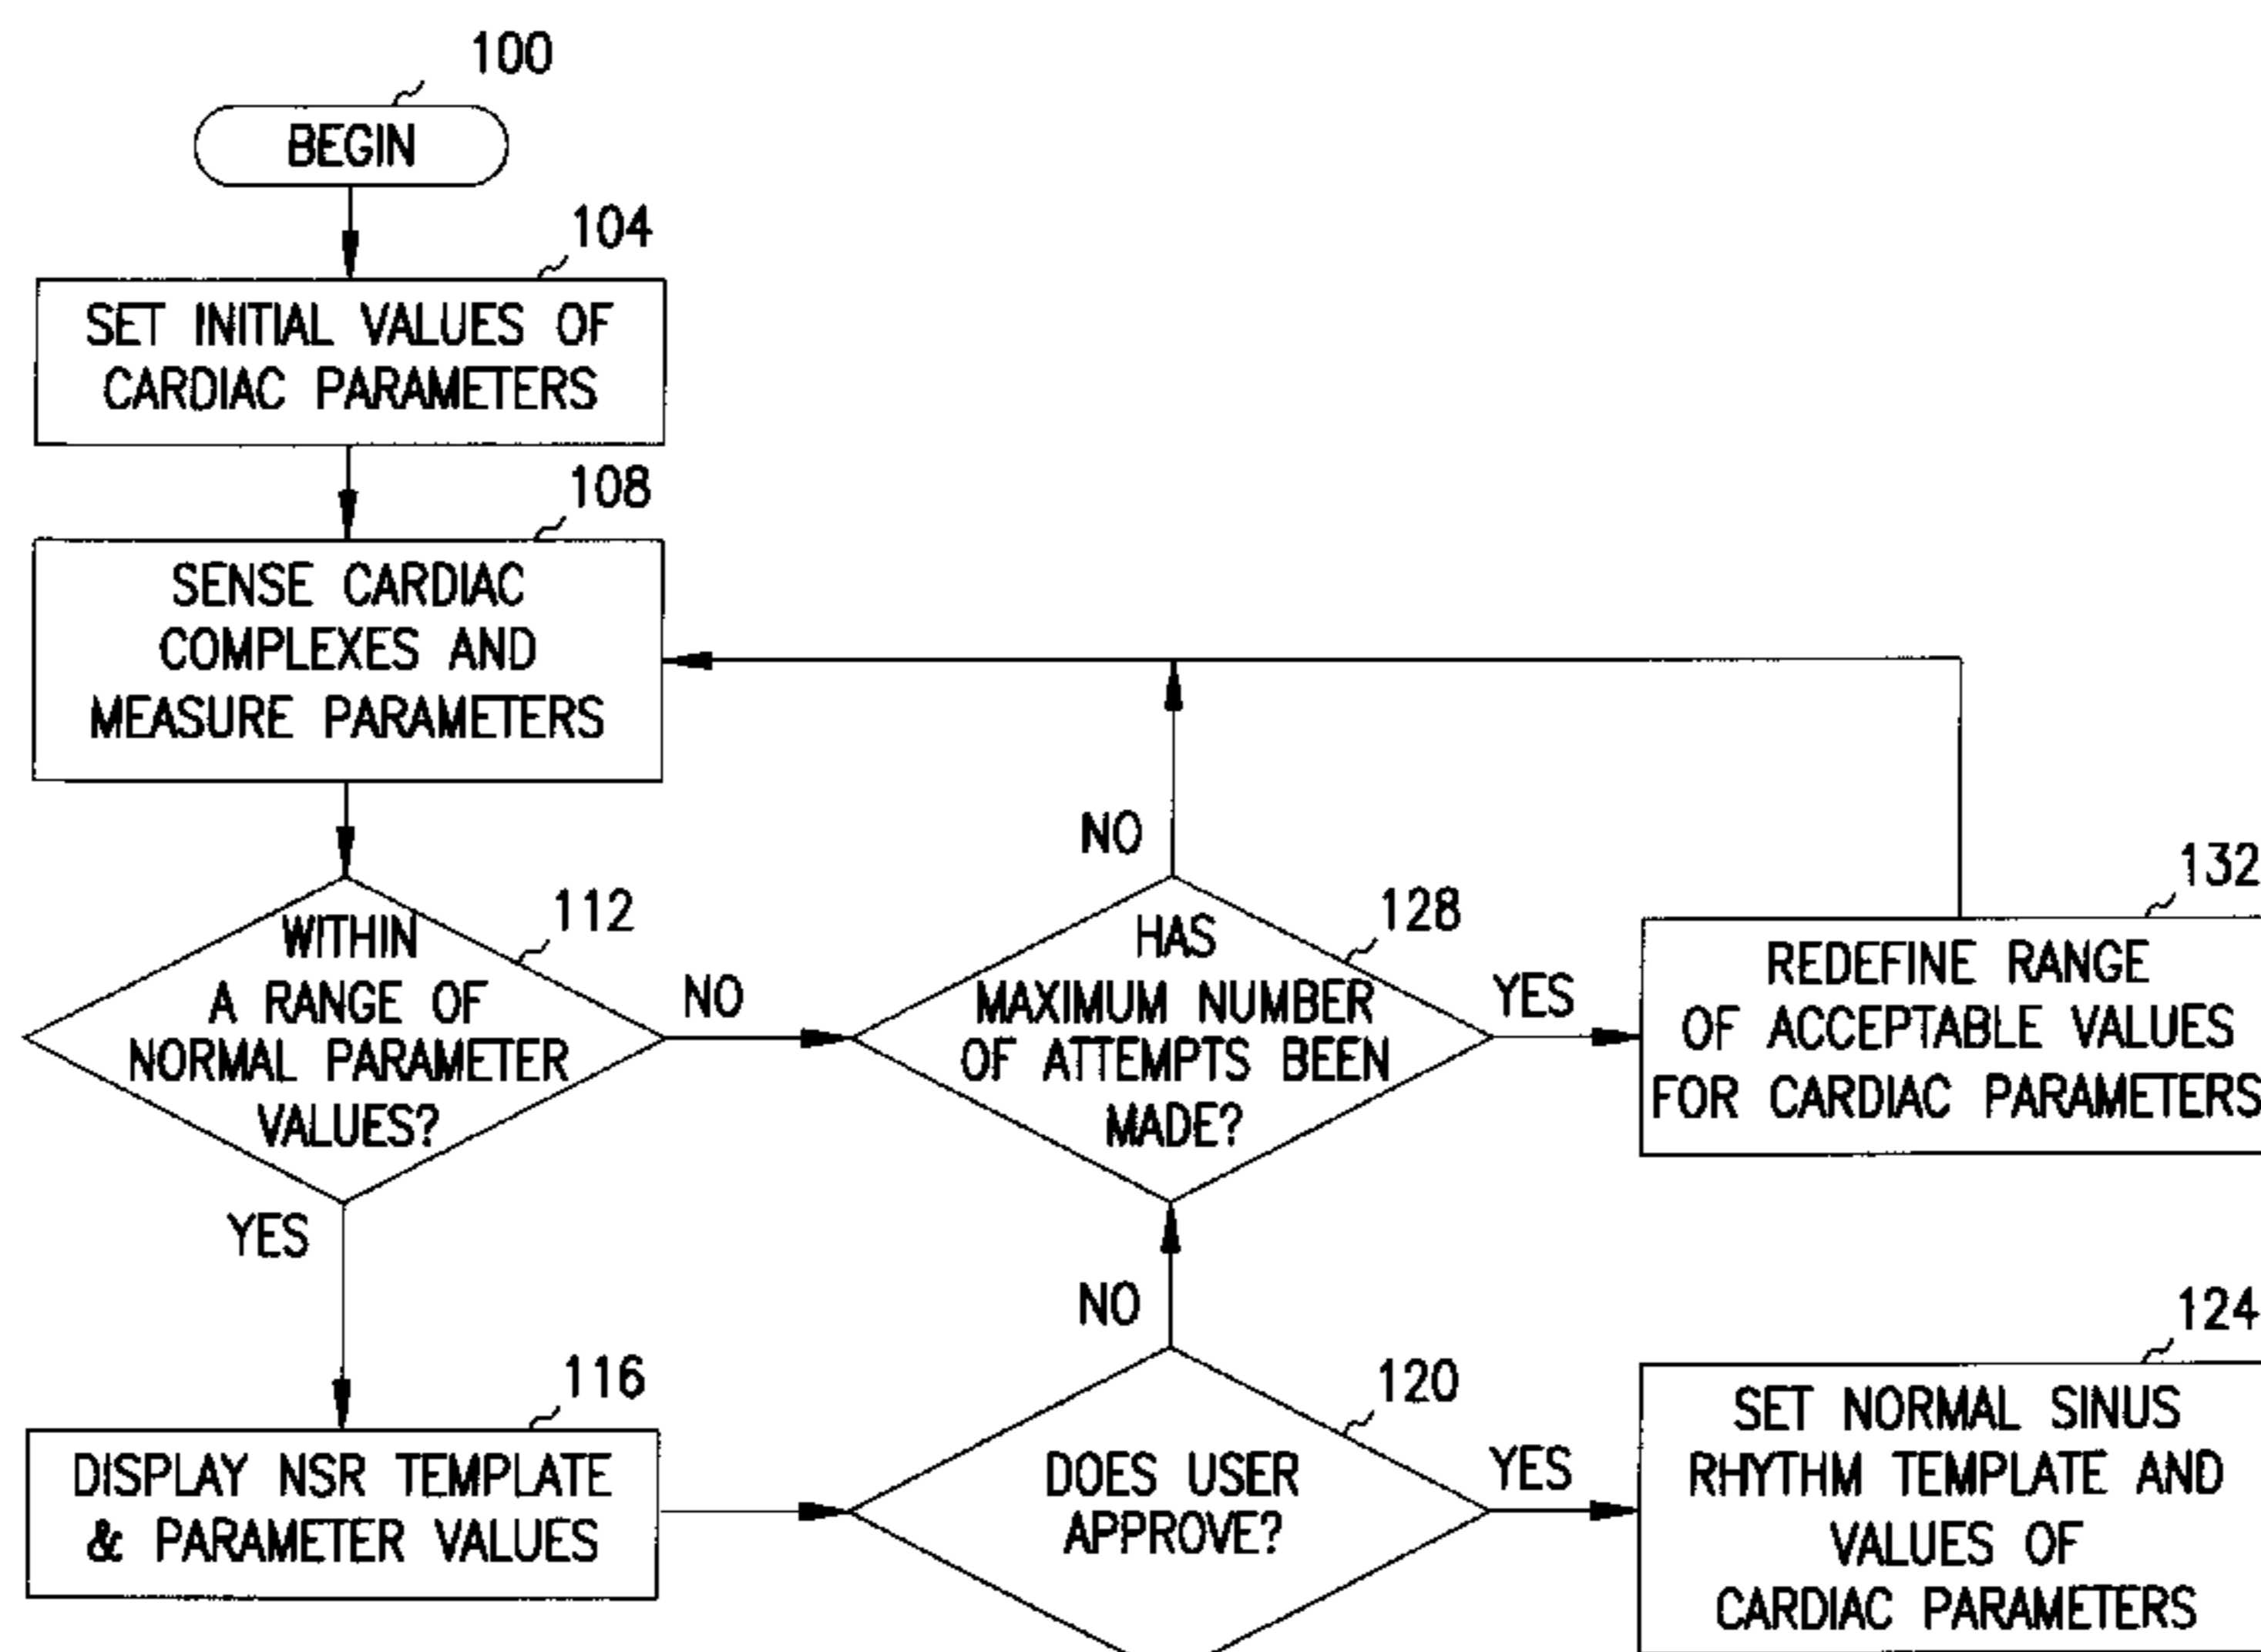 100
BEGIN
104
SET INITIAL VALUES OF
CARDIAC PARAMETERS
108
SENSE CARDIAC
COMPLEXES AND
MEASURE PARAMETERS
112
WITHIN
A RANGE OF
NORMAL PARAMETER
VALUES?
NO
YES
128
HAS
MAXIMUM NUMBER
OF ATTEMPTS BEEN
MADE?
NO
YES
132
REDEFINE RANGE
OF ACCEPTABLE VALUES
FOR CARDIAC PARAMETERS
116
DISPLAY NSR TEMPLATE
& PARAMETER VALUES
120
DOES USER
APPROVE?
NO
YES
124
SET NORMAL SINUS
RHYTHM TEMPLATE AND
VALUES OF
CARDIAC PARAMETERS